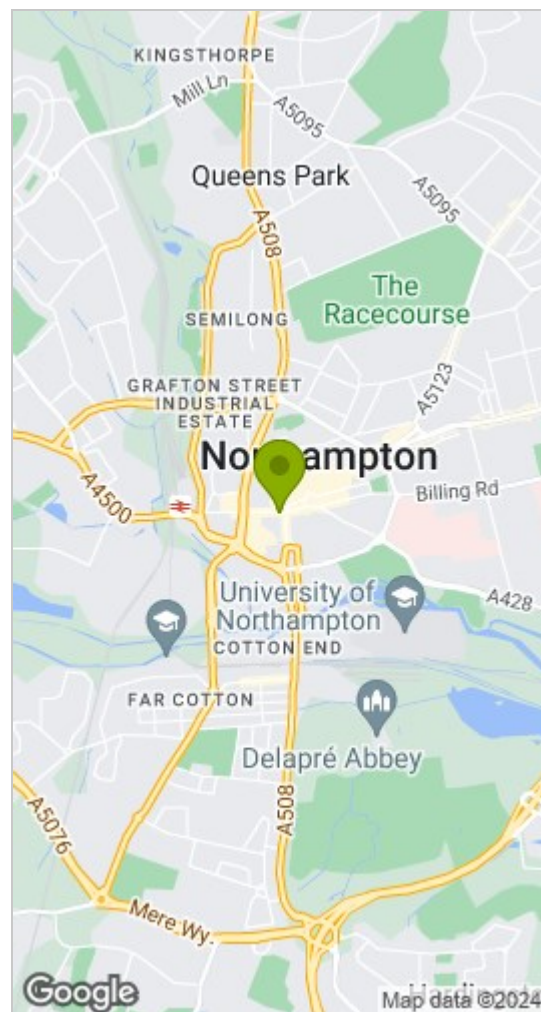 KINGSTHORPE
Mill Ln
A5095
Queens Park
A5095
A508
The
Racecourse
SEMILONG
A5123
GRAFTON STREET
INDUSTRIAL
ESTATE
Northampton
A4500
Billing Rd
University of
Northampton
A428
COTTON END
FAR COTTON
Delapré Abbey
A508
A5076
Mere Wy.
Google
Map data ©2024